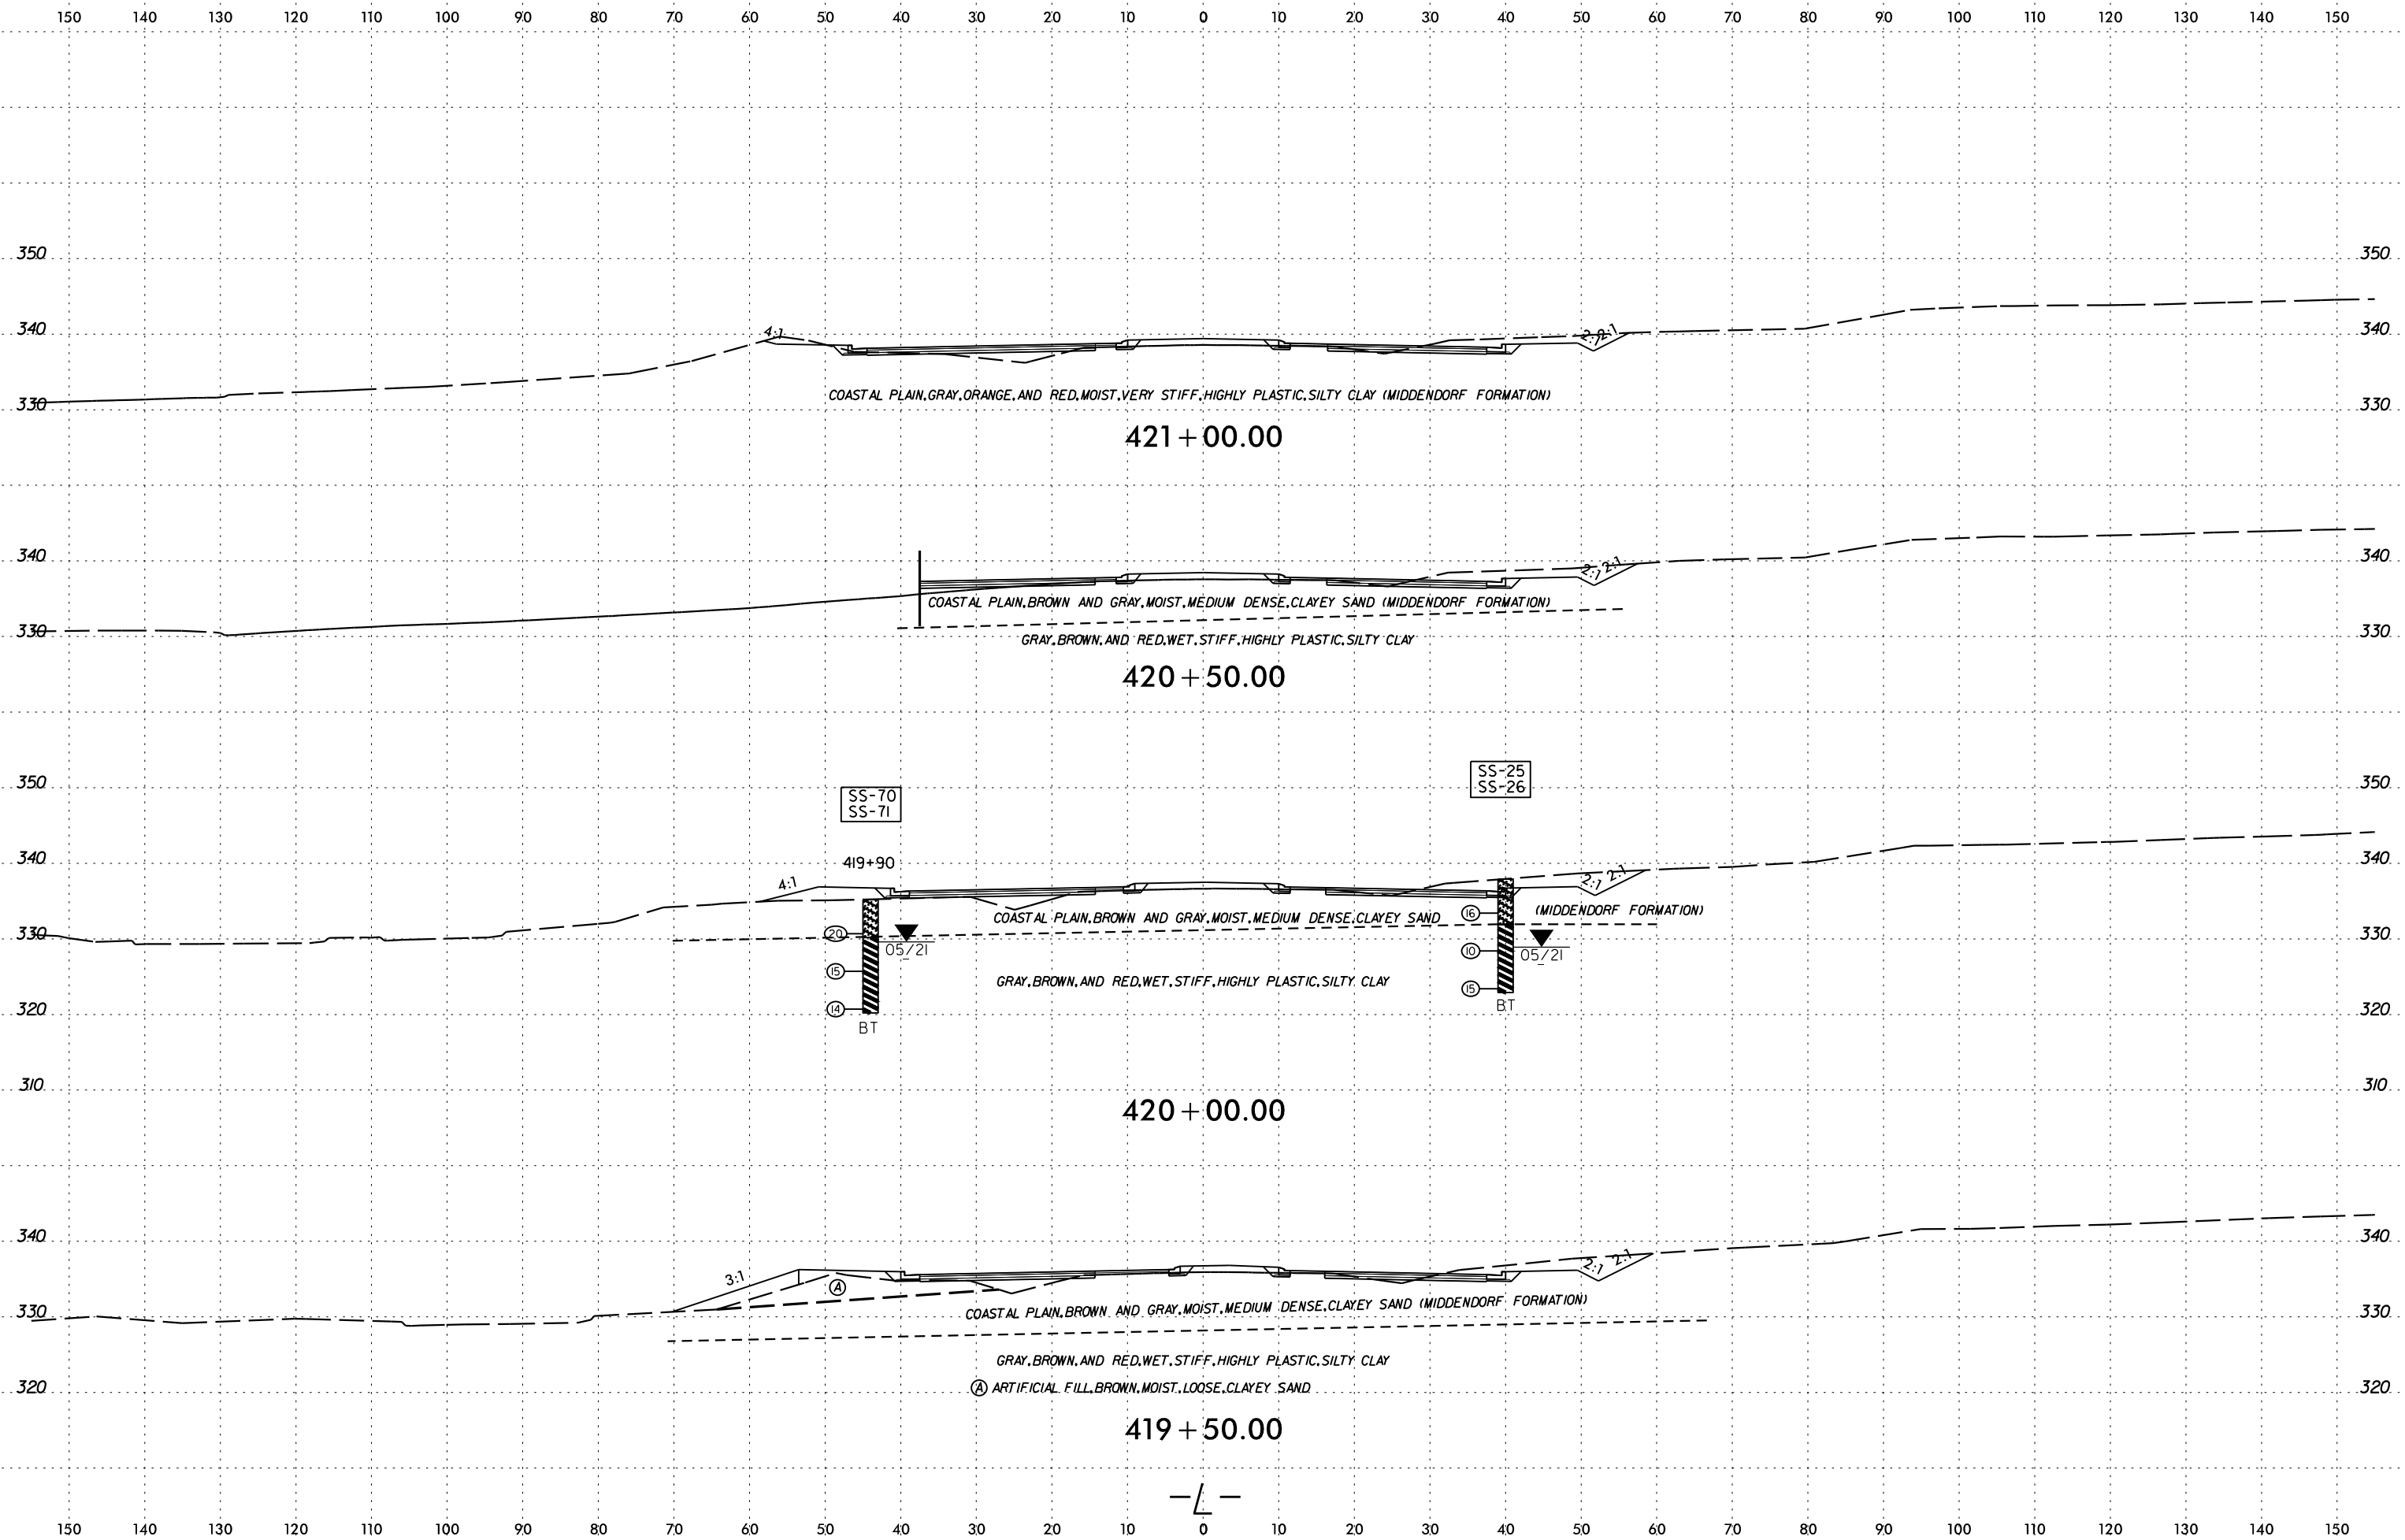 150 140 130 120 110 100 90 80 70 60 50 40 30 20 10 0 10 20 30 40 50 60 70 80 90 100 110 120 130 140 150
350 350
340 4:1 2:1 2:1 340
330 COASTAL PLAIN, GRAY, ORANGE, AND RED, MOIST, VERY STIFF, HIGHLY PLASTIC, SILTY CLAY (MIDDENDORF FORMATION) 330
421+00.00
340 2:1 2:1 340
COASTAL PLAIN, BROWN AND GRAY, MOIST, MEDIUM DENSE, CLAYEY SAND (MIDDENDORF FORMATION)
330 GRAY, BROWN, AND RED, WET, STIFF, HIGHLY PLASTIC, SILTY CLAY 330
420+50.00
SS-25
SS-26
350 350
SS-70
SS-71
340 419+90 340
4:1 2:1 2:1
COASTAL PLAIN, BROWN AND GRAY, MOIST, MEDIUM DENSE, CLAYEY SAND 16 (MIDDENDORF FORMATION)
330 20 330
05/21 10 05/21
15 GRAY, BROWN, AND RED, WET, STIFF, HIGHLY PLASTIC, SILTY CLAY 15
320 14 BT 320
BT
310 310
420+00.00
340 340
3:1 2:1 2:1
A
330 COASTAL PLAIN, BROWN AND GRAY, MOIST, MEDIUM DENSE, CLAYEY SAND (MIDDENDORF FORMATION) 330
GRAY, BROWN, AND RED, WET, STIFF, HIGHLY PLASTIC, SILTY CLAY
320 A ARTIFICIAL FILL, BROWN, MOIST, LOOSE, CLAYEY SAND 320
419+50.00
-L-
150 140 130 120 110 100 90 80 70 60 50 40 30 20 10 0 10 20 30 40 50 60 70 80 90 100 110 120 130 140 150